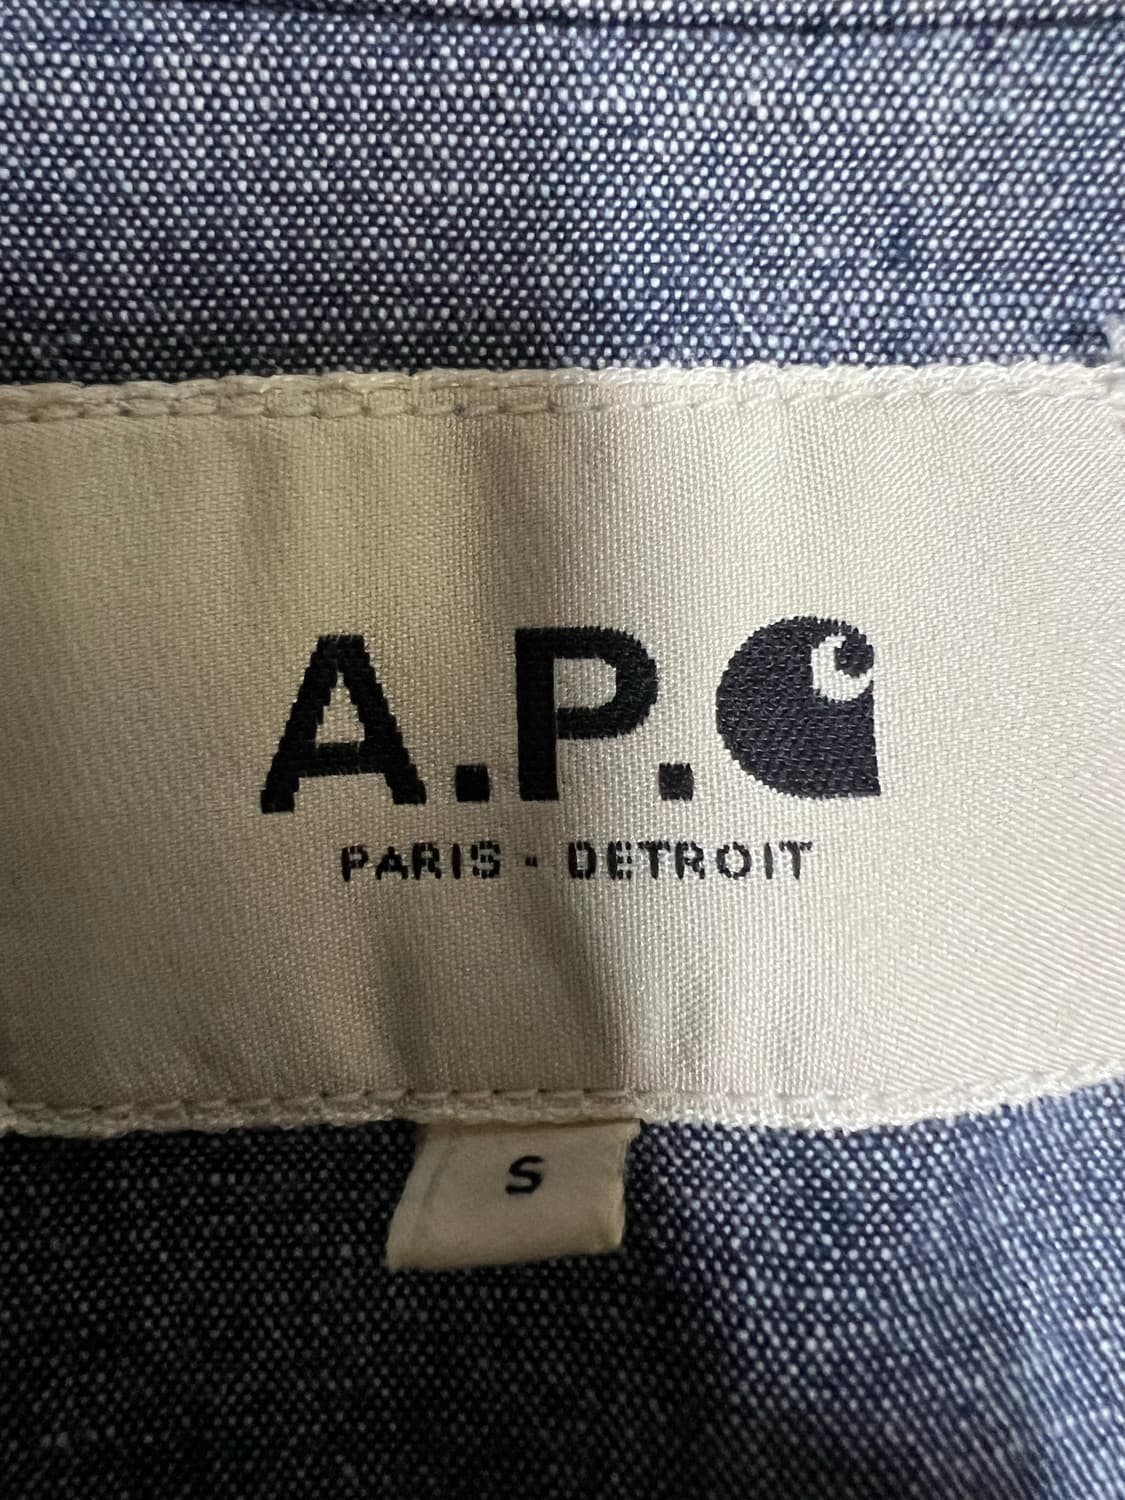 A.P.C
PARIS - DETROIT
S